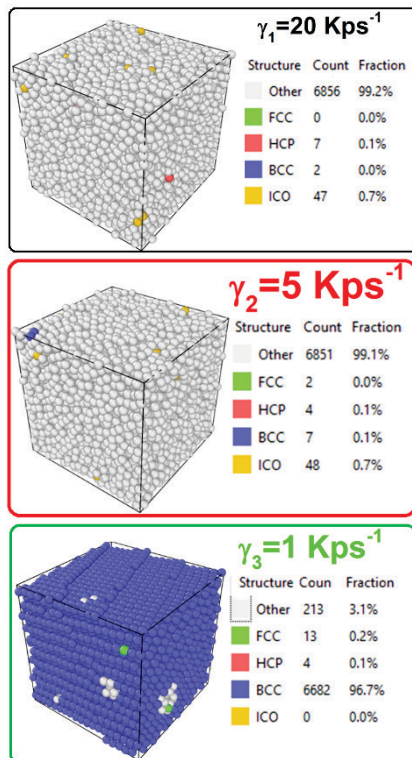 γ₁=20 Kps⁻¹
Structure Count Fraction
Other 6856 99.2%
FCC 0 0.0%
HCP 7 0.1%
BCC 2 0.0%
ICO 47 0.7%
γ₂=5 Kps⁻¹
Structure Count Fraction
Other 6851 99.1%
FCC 2 0.0%
HCP 4 0.1%
BCC 7 0.1%
ICO 48 0.7%
γ₃=1 Kps⁻¹
Structure Coun Fraction
Other 213 3.1%
FCC 13 0.2%
HCP 4 0.1%
BCC 6682 96.7%
ICO 0 0.0%